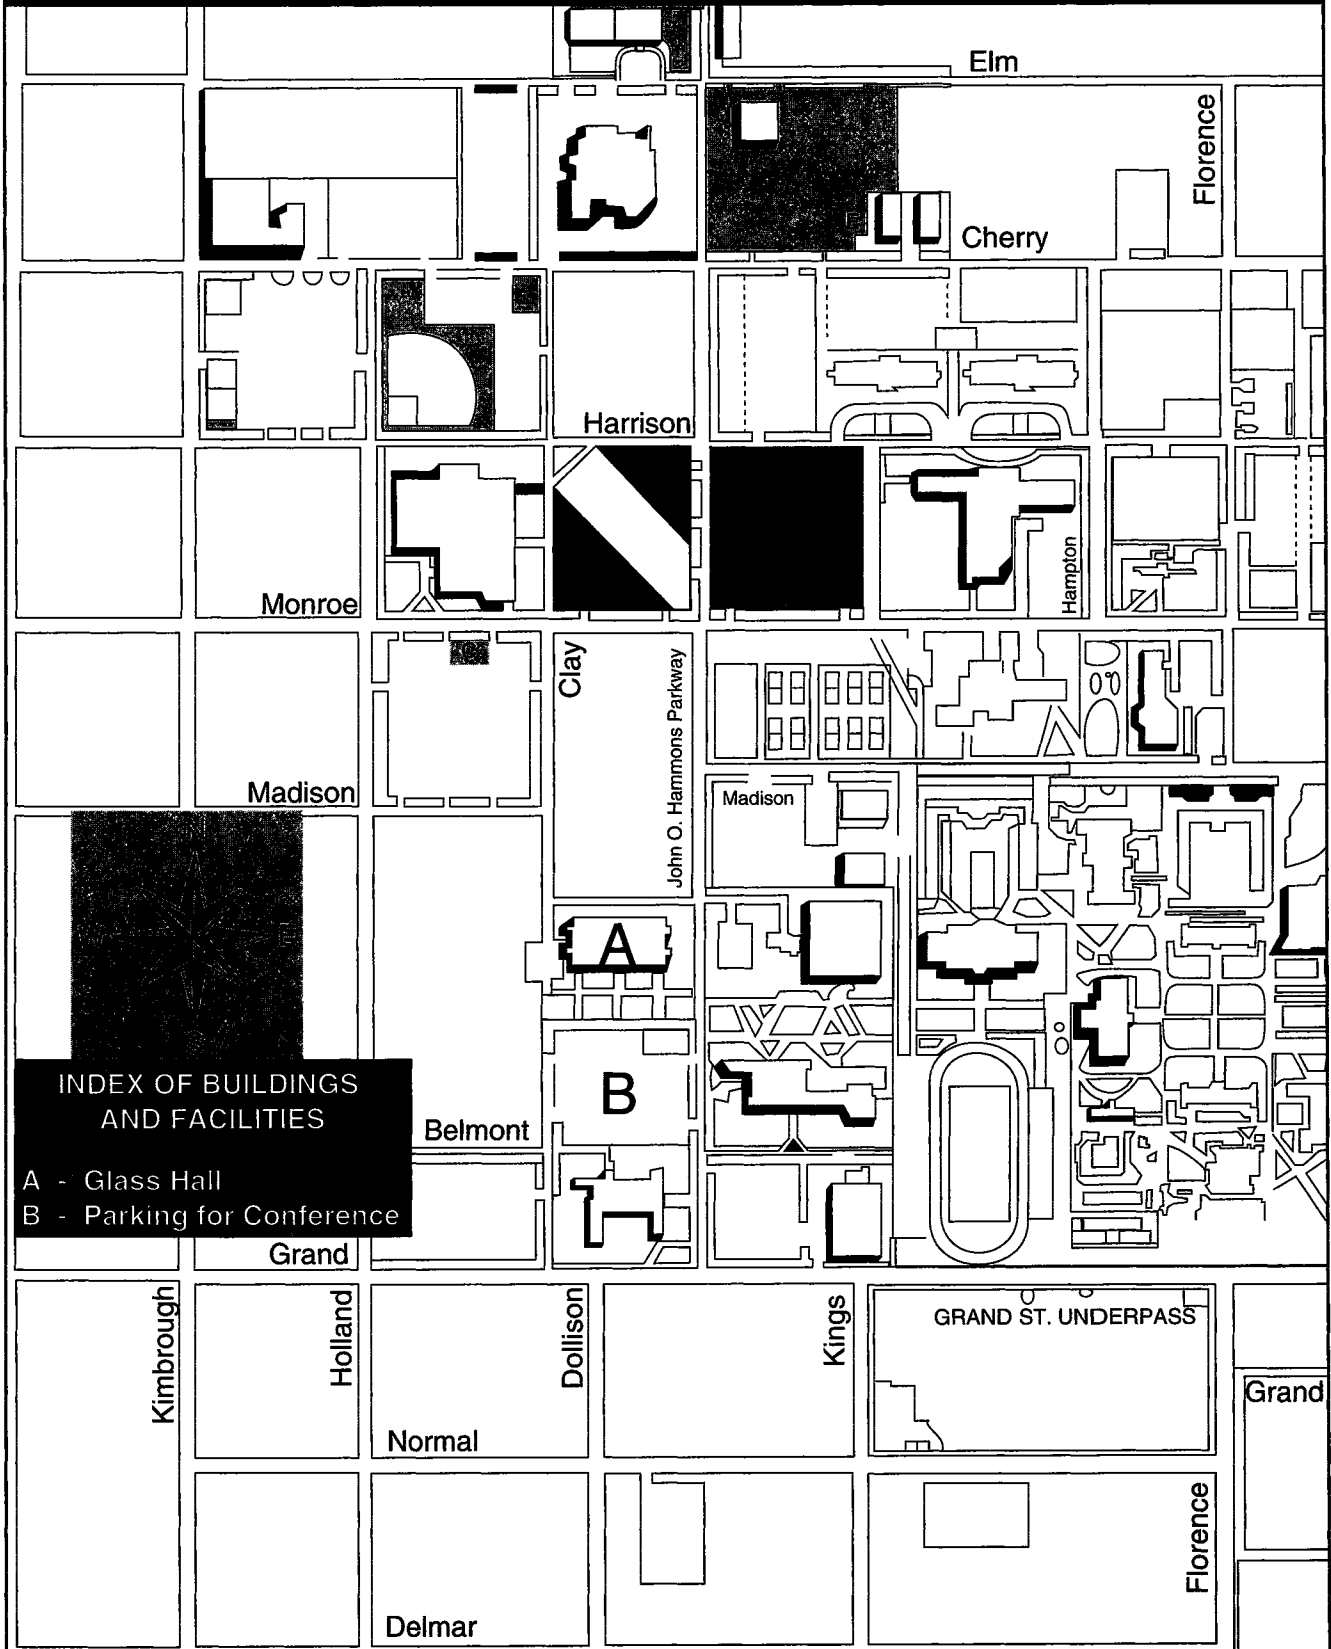 Elm
Florence
Cherry
Harrison
Hampton
Monroe
Clay
John O. Hammons Parkway
Madison
Madison
A
INDEX OF BUILDINGS
AND FACILITIES
B
Belmont
A - Glass Hall
B - Parking for Conference
Grand
Kimbrough
Holland
Dollison
Kings
GRAND ST. UNDERPASS
Grand
Normal
Florence
Delmar